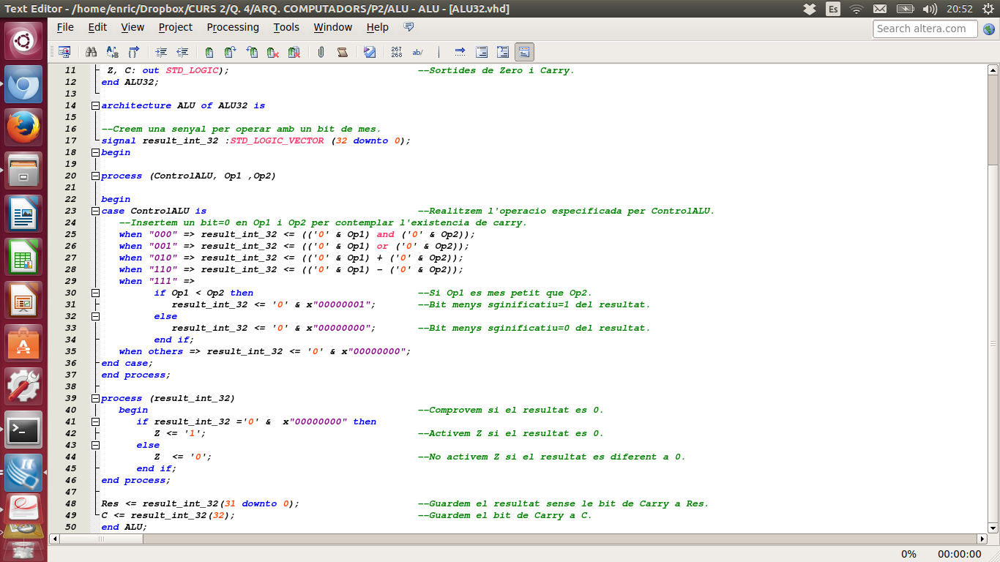 Text Editor - /home/enric/Dropbox/CURS 2/Q. 4/ARQ. COMPUTADORS/P2/ALU - ALU - [ALU32.vhd] Es 20:52
File Edit View Project Processing Tools Window Help Search altera.com
267 268 ab/
11 Z, C: out STD_LOGIC); --Sortides de Zero i Carry.
12 end ALU32;
13
14 architecture ALU of ALU32 is
15
16 --Creem una senyal per operar amb un bit de mes.
17 signal result_int_32 :STD_LOGIC_VECTOR (32 downto 0);
18 begin
19
20 process (ControlALU, Op1 ,Op2)
21
22 begin
23 case ControlALU is --Realitzem l'operacio especificada per ControlALU.
24 --Insertem un bit=0 en Op1 i Op2 per contemplar l'existencia de carry.
25 when "000" => result_int_32 <= (('0' & Op1) and ('0' & Op2));
26 when "001" => result_int_32 <= (('0' & Op1) or ('0' & Op2));
27 when "010" => result_int_32 <= (('0' & Op1) + ('0' & Op2));
28 when "110" => result_int_32 <= (('0' & Op1) - ('0' & Op2));
29 when "111" =>
30 if Op1 < Op2 then --Si Op1 es mes petit que Op2.
31 result_int_32 <= '0' & x"00000001"; --Bit menys sginificatiu=1 del resultat.
32 else
33 result_int_32 <= '0' & x"00000000"; --Bit menys sginificatiu=0 del resultat.
34 end if;
35 when others => result_int_32 <= '0' & x"00000000";
36 end case;
37 end process;
38
39 process (result_int_32)
40 begin --Comprovem si el resultat es 0.
41 if result_int_32 ='0' & x"00000000" then
42 Z <= '1'; --Activem Z si el resultat es 0.
43 else
44 Z <= '0'; --No activem Z si el resultat es diferent a 0.
45 end if;
46 end process;
47
48 Res <= result_int_32(31 downto 0); --Guardem el resultat sense le bit de Carry a Res.
49 C <= result_int_32(32); --Guardem el bit de Carry a C.
50 end ALU;
0% 00:00:00